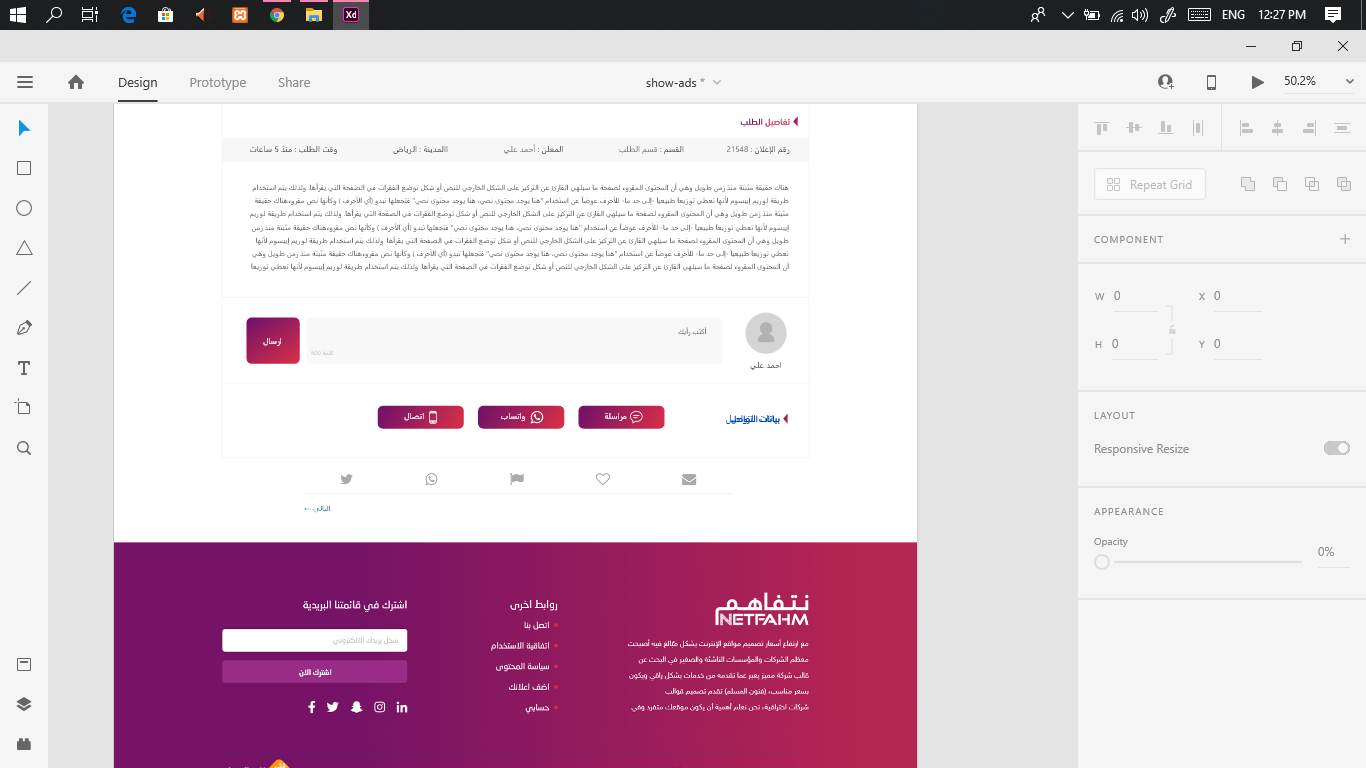 ENG
12:27 PM
Design
Prototype
Share
show-ads *
50.2%
Repeat Grid
COMPONENT
W 0
X 0
H 0
Y 0
LAYOUT
Responsive Resize
APPEARANCE
Opacity
0%
تفاصيل الطلب
رقم الإعلان : 21548
القسم : قسم الطلب
المعلن : أحمد علي
االمدينة : الرياض
وقت الطلب : منذ 5 ساعات
هناك حقيقة مثبتة منذ زمن طويل وهي أن المحتوى المقروء لصفحة ما سيلهي القارئ عن التركيز على الشكل الخارجي للنص أو شكل توضع الفقرات في الصفحة التي يقرأها. ولذلك يتم استخدام
طريقة لوريم إيبسوم لأنها تعطي توزيعاَ طبيعياَ -إلى حد ما- للأحرف عوضاً عن استخدام "هنا يوجد محتوى نصي، هنا يوجد محتوى نصي" فتجعلها تبدو (أي الأحرف ) وكأنها نص مقروءهناك حقيقة
مثبتة منذ زمن طويل وهي أن المحتوى المقروء لصفحة ما سيلهي القارئ عن التركيز على الشكل الخارجي للنص أو شكل توضع الفقرات في الصفحة التي يقرأها. ولذلك يتم استخدام طريقة لوريم
إيبسوم لأنها تعطي توزيعاَ طبيعياَ -إلى حد ما- للأحرف عوضاً عن استخدام "هنا يوجد محتوى نصي، هنا يوجد محتوى نصي" فتجعلها تبدو (أي الأحرف ) وكأنها نص مقروءهناك حقيقة مثبتة منذ زمن
طويل وهي أن المحتوى المقروء لصفحة ما سيلهي القارئ عن التركيز على الشكل الخارجي للنص أو شكل توضع الفقرات في الصفحة التي يقرأها. ولذلك يتم استخدام طريقة لوريم إيبسوم لأنها
تعطي توزيعاَ طبيعياَ -إلى حد ما- للأحرف عوضاً عن استخدام "هنا يوجد محتوى نصي، هنا يوجد محتوى نصي" فتجعلها تبدو (أي الأحرف ) وكأنها نص مقروءهناك حقيقة مثبتة منذ زمن طويل وهي
أن المحتوى المقروء لصفحة ما سيلهي القارئ عن التركيز على الشكل الخارجي للنص أو شكل توضع الفقرات في الصفحة التي يقرأها. ولذلك يتم استخدام طريقة لوريم إيبسوم لأنها تعطي توزيعاَ
أكتب رأيك
500 كلمة
ارسال
احمد علي
مراسلة
واتساب
اتصال
التالي ←
نتفاهم
NETFAHM
مع ارتفاع أسعار تصميم مواقع الإنترنت بشكل مبالغ فيه أصبحت
معظم الشركات والمؤسسات الناشئة والصغير في البحث عن
قالب شركة مميز يعبر عما تقدمه من خدمات بشكل راقي ويكون
بسعر مناسب، (فنون المسلم) تقدم تصميم قوالب
شركات احترافية، نحن نعلم أهمية أن يكون موقعك متفرد وفي
روابط اخرى
اتصل بنا
اتفاقية الاستخدام
سياسة المحتوى
اضف اعلانك
حسابي
اشترك في قائمتنا البريدية
سجل بريدك الالكتروني
اشترك الان